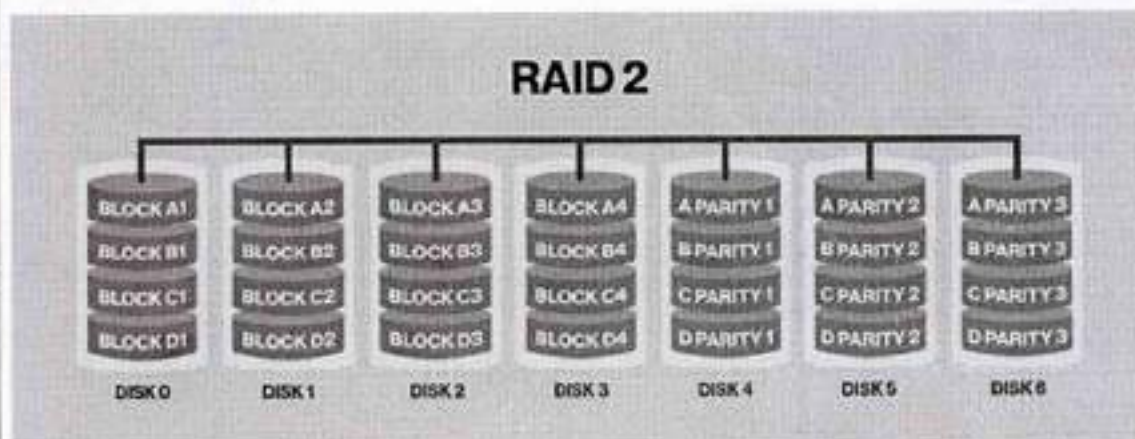 RAID 2
BLOCK A1 BLOCK A2 BLOCK A3 BLOCK A4 A PARITY 1 A PARITY 2 A PARITY 3
BLOCK B1 BLOCK B2 BLOCK B3 BLOCK B4 B PARITY 1 B PARITY 2 B PARITY 3
BLOCK C1 BLOCK C2 BLOCK C3 BLOCK C4 C PARITY 1 C PARITY 2 C PARITY 3
BLOCK D1 BLOCK D2 BLOCK D3 BLOCK D4 D PARITY 1 D PARITY 2 D PARITY 3
DISK 0 DISK 1 DISK 2 DISK 3 DISK 4 DISK 5 DISK 6